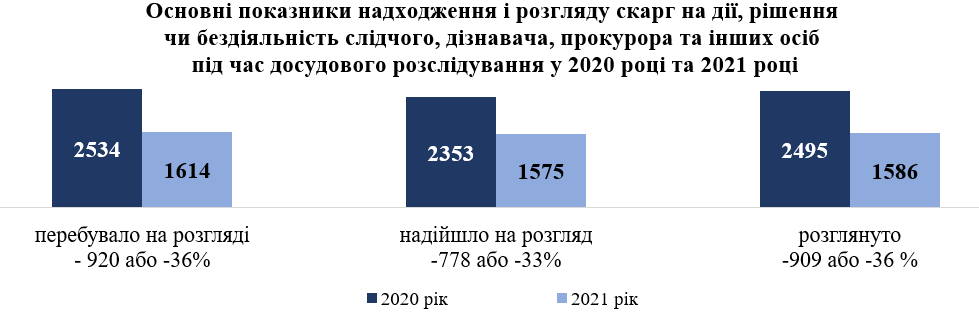 Основні показники надходження і розгляду скарг на дії, рішення
чи бездіяльність слідчого, дізнавача, прокурора та інших осіб
під час досудового розслідування у 2020 році та 2021 році
2534
1614
2353
1575
2495
1586
перебувало на розгляді
- 920 або -36%
надійшло на розгляд
-778 або -33%
розглянуто
-909 або -36 %
2020 рік
2021 рік